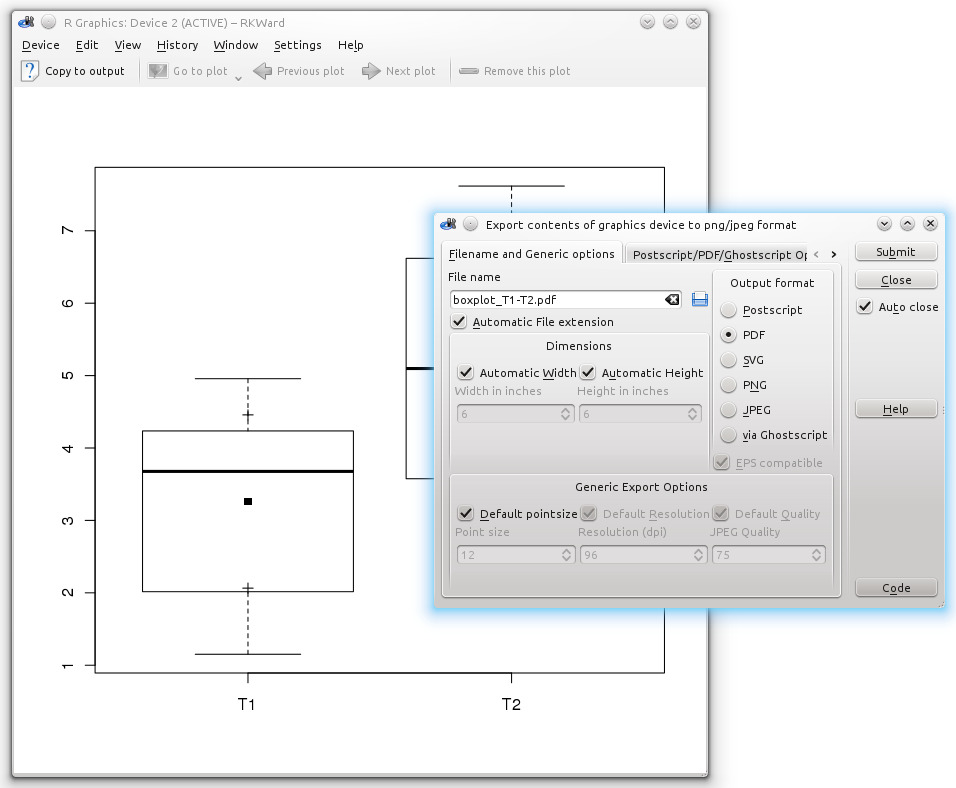 R Graphics: Device 2 (ACTIVE) – RKWard
Device Edit View History Window Settings Help
? Copy to output Go to plot Previous plot Next plot Remove this plot
7
6
5
4
3
2
1
T1 T2
Export contents of graphics device to png/jpeg format
Filename and Generic options Postscript/PDF/Ghostscript Op
File name
boxplot_T1-T2.pdf
Automatic File extension
Dimensions
Automatic Width Automatic Height
Width in inches Height in inches
6 6
Output format
Postscript
PDF
SVG
PNG
JPEG
via Ghostscript
EPS compatible
Generic Export Options
Default pointsize Default Resolution Default Quality
Point size Resolution (dpi) JPEG Quality
12 96 75
Submit
Close
Auto close
Help
Code